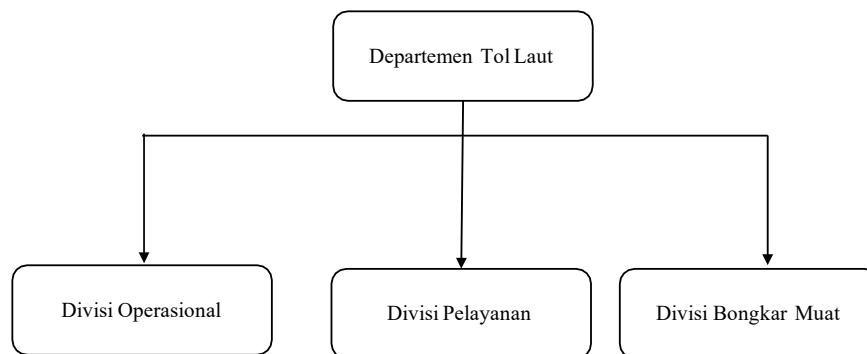 Departemen Tol Laut
Divisi Operasional
Divisi Pelayanan
Divisi Bongkar Muat